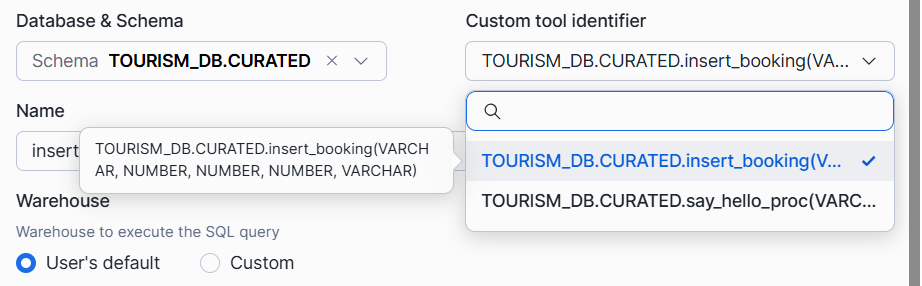 Database & Schema
Custom tool identifier
Schema TOURISM_DB.CURATED
TOURISM_DB.CURATED.insert_booking(VA...
Name
insert
TOURISM_DB.CURATED.insert_booking(VARCH
AR, NUMBER, NUMBER, NUMBER, VARCHAR)
TOURISM_DB.CURATED.insert_booking(V...
TOURISM_DB.CURATED.say_hello_proc(VARC...
Warehouse
Warehouse to execute the SQL query
User's default
Custom